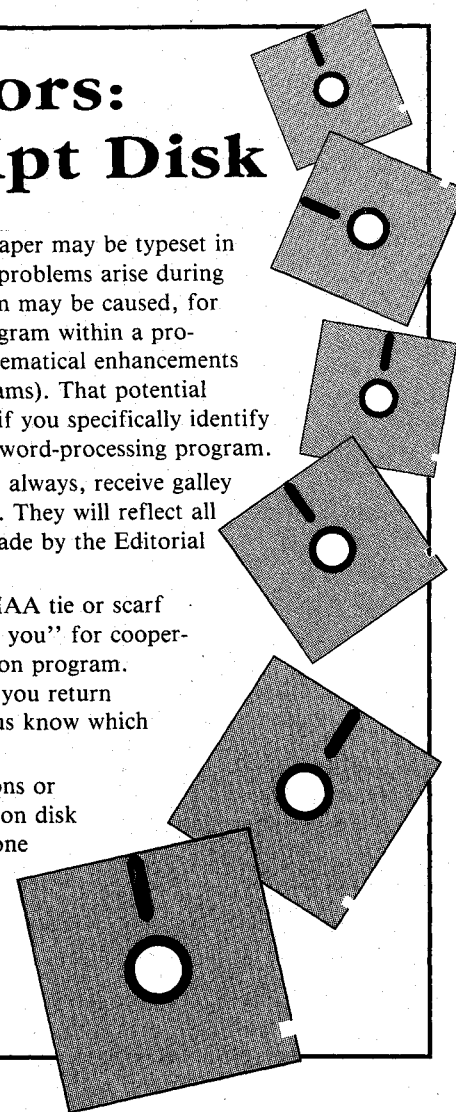 ors:
ipt Disk
aper may be typeset in
problems arise during
n may be caused, for
gram within a pro-
ematical enhancements
ams). That potential
if you specifically identify
word-processing program.
always, receive galley
. They will reflect all
ade by the Editorial
AA tie or scarf
you" for cooper-
on program.
you return
us know which
ons or
on disk
one